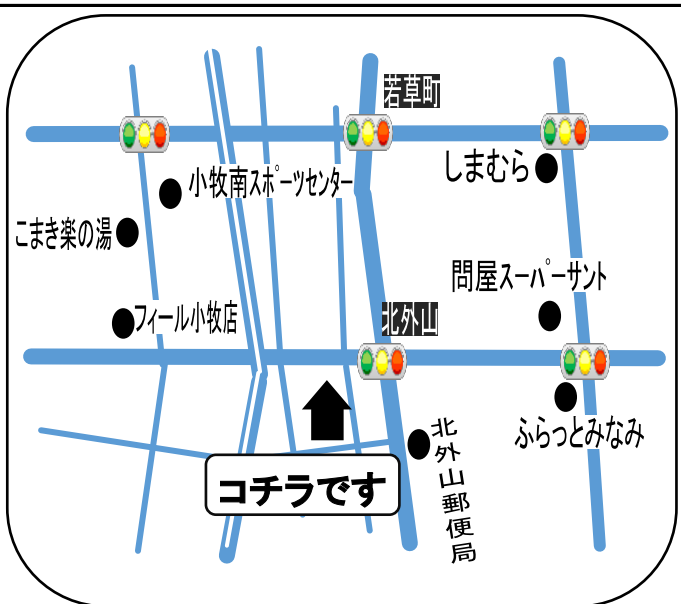 若草町
しまむら
小牧南スポーツセンター
こまき楽の湯
問屋スーパーサント
フィール小牧店
北外山
ふらっとみなみ
北外山郵便局
コチラです